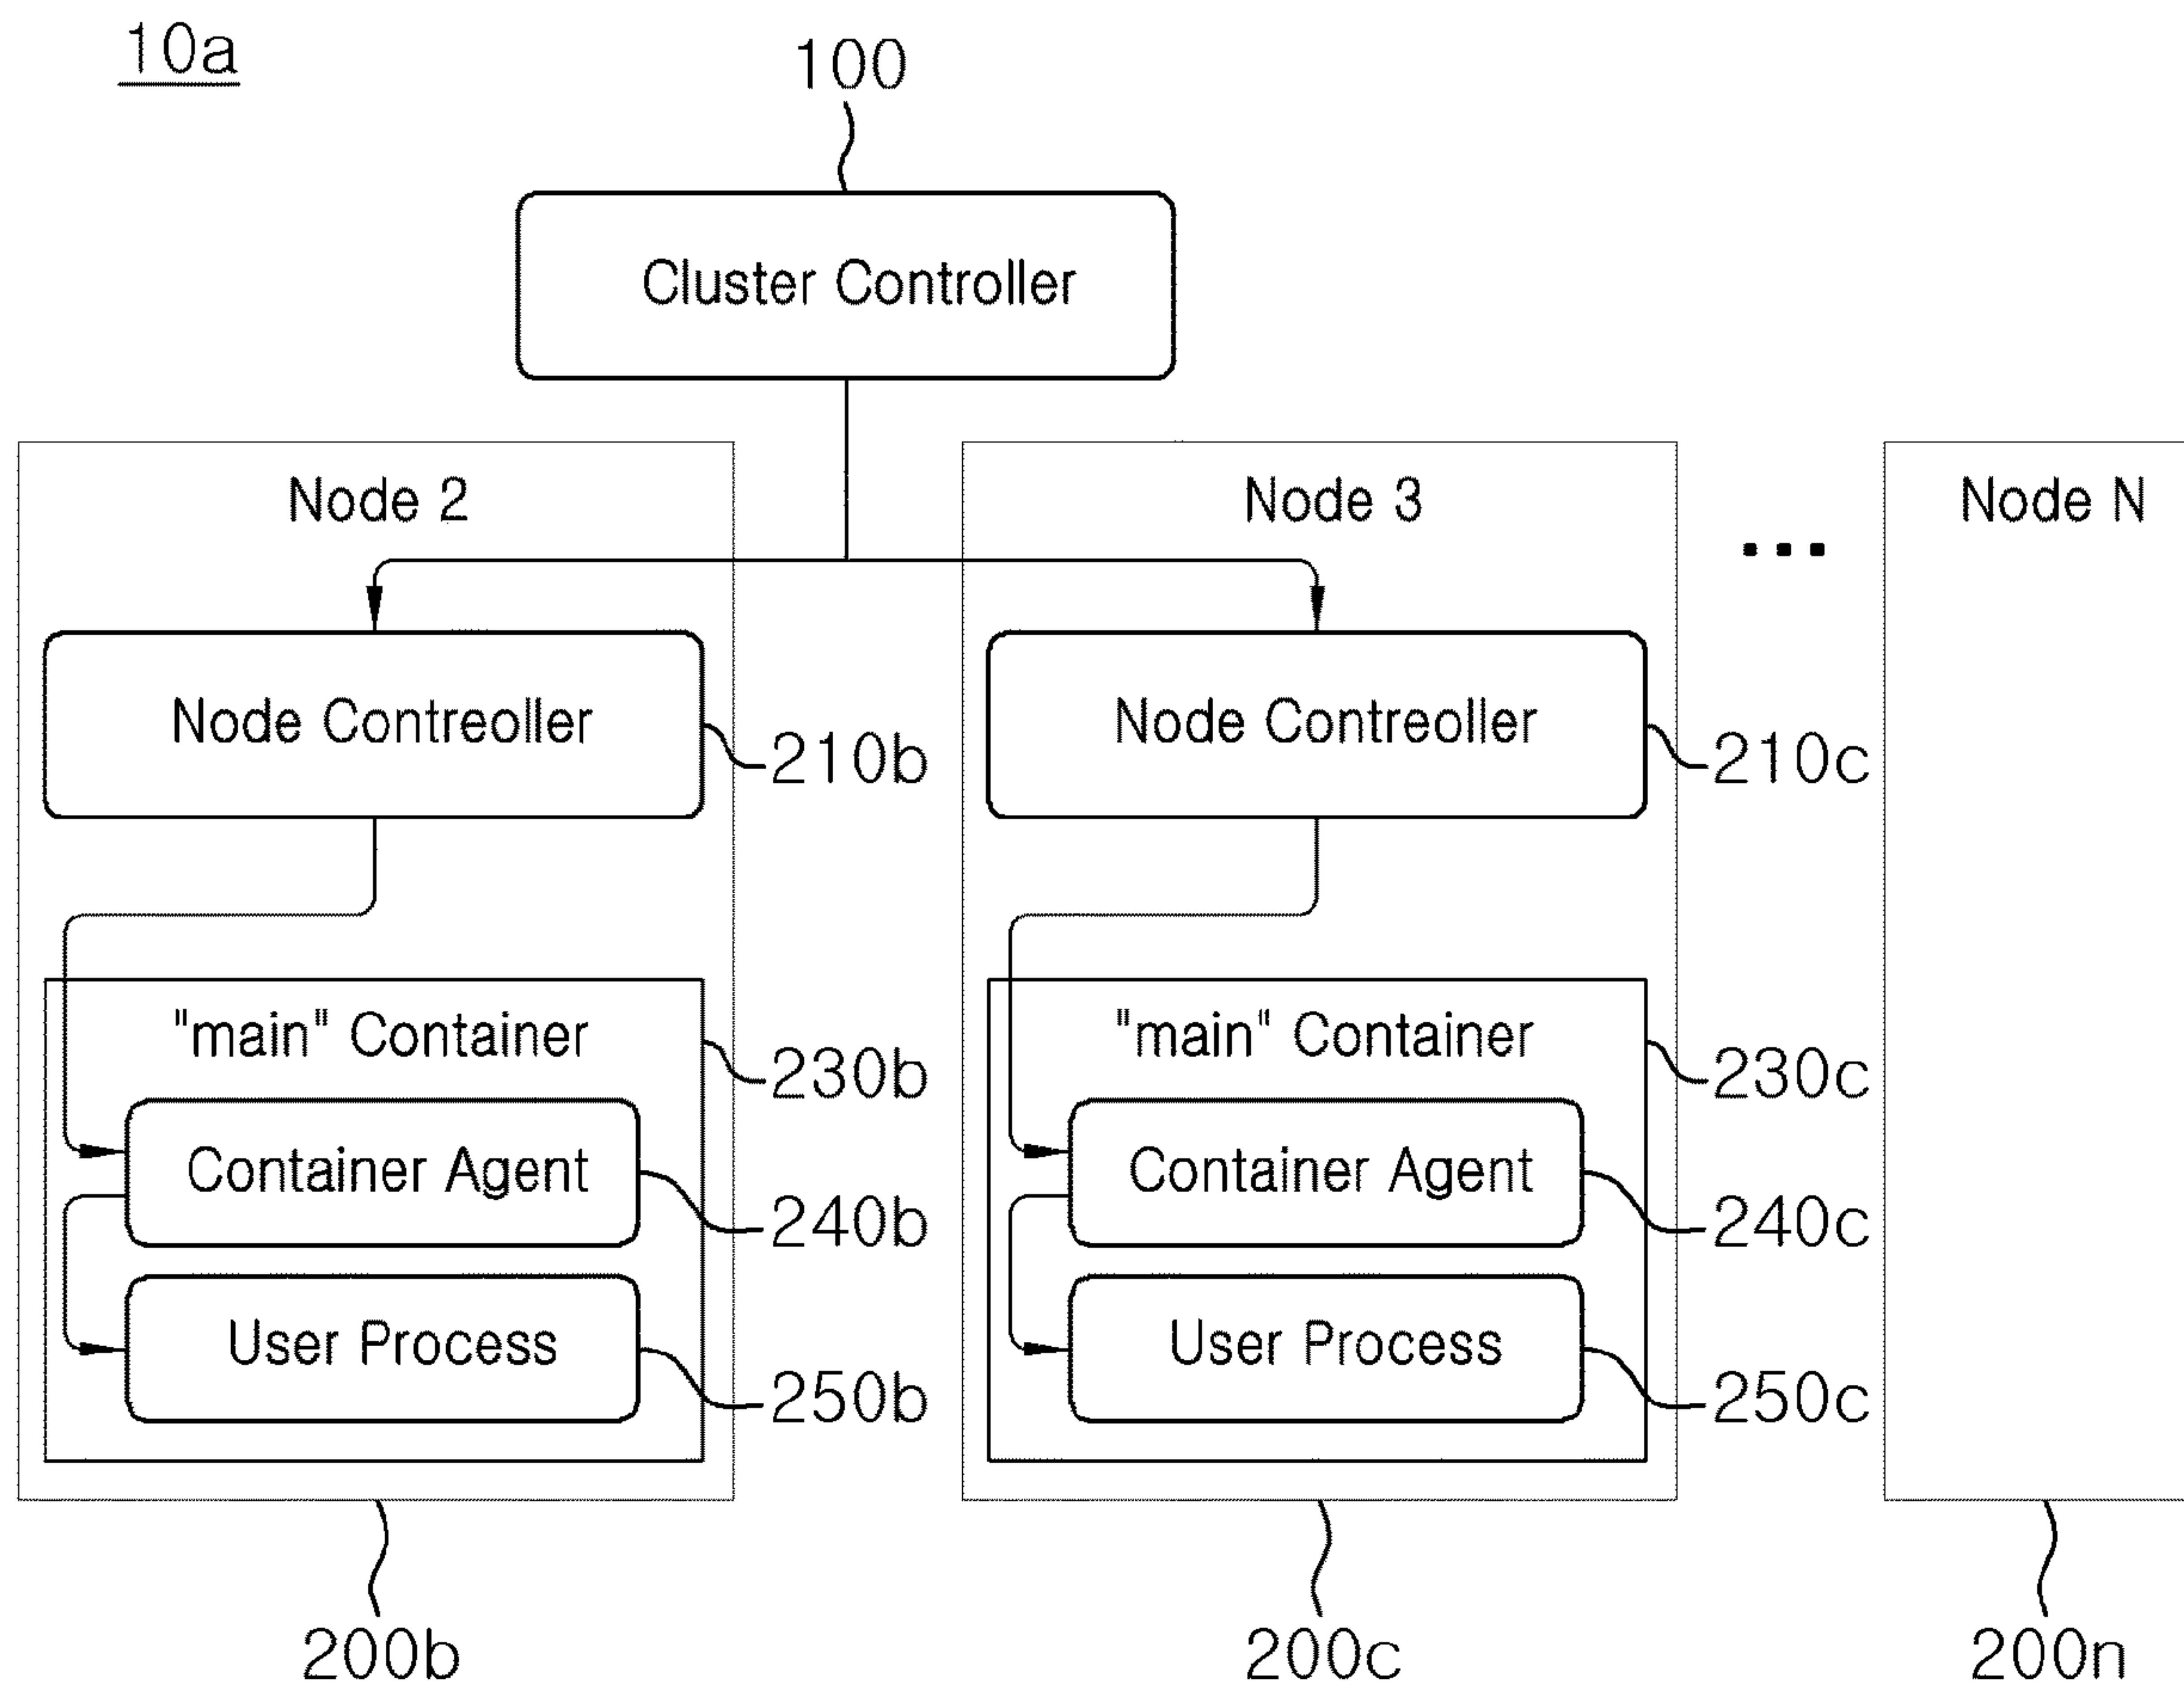 10a
100
Cluster Controller
Node 2
Node 3
Node N
...
Node Contreoller
210b
Node Contreoller
210c
"main" Container
230b
"main" Container
230c
Container Agent
240b
Container Agent
240c
User Process
250b
User Process
250c
200b
200c
200n